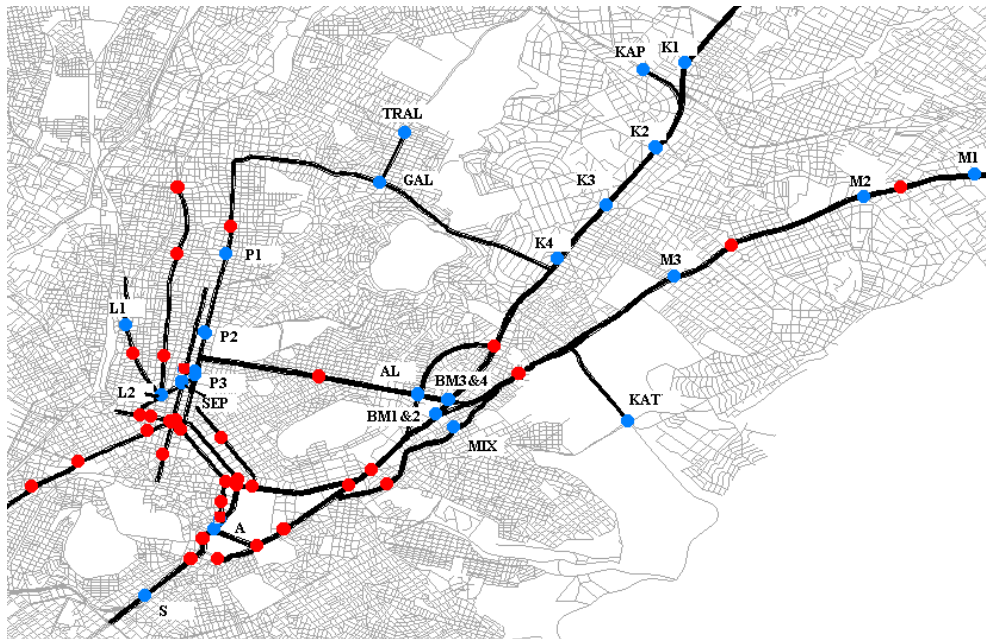 KAP
K1
TRAL
K2
M1
GAL
K3
M2
K4
P1
M3
L1
P2
AL
BM3&4
L2
P3
SEP
KAT
BM1&2
MIX
A
S